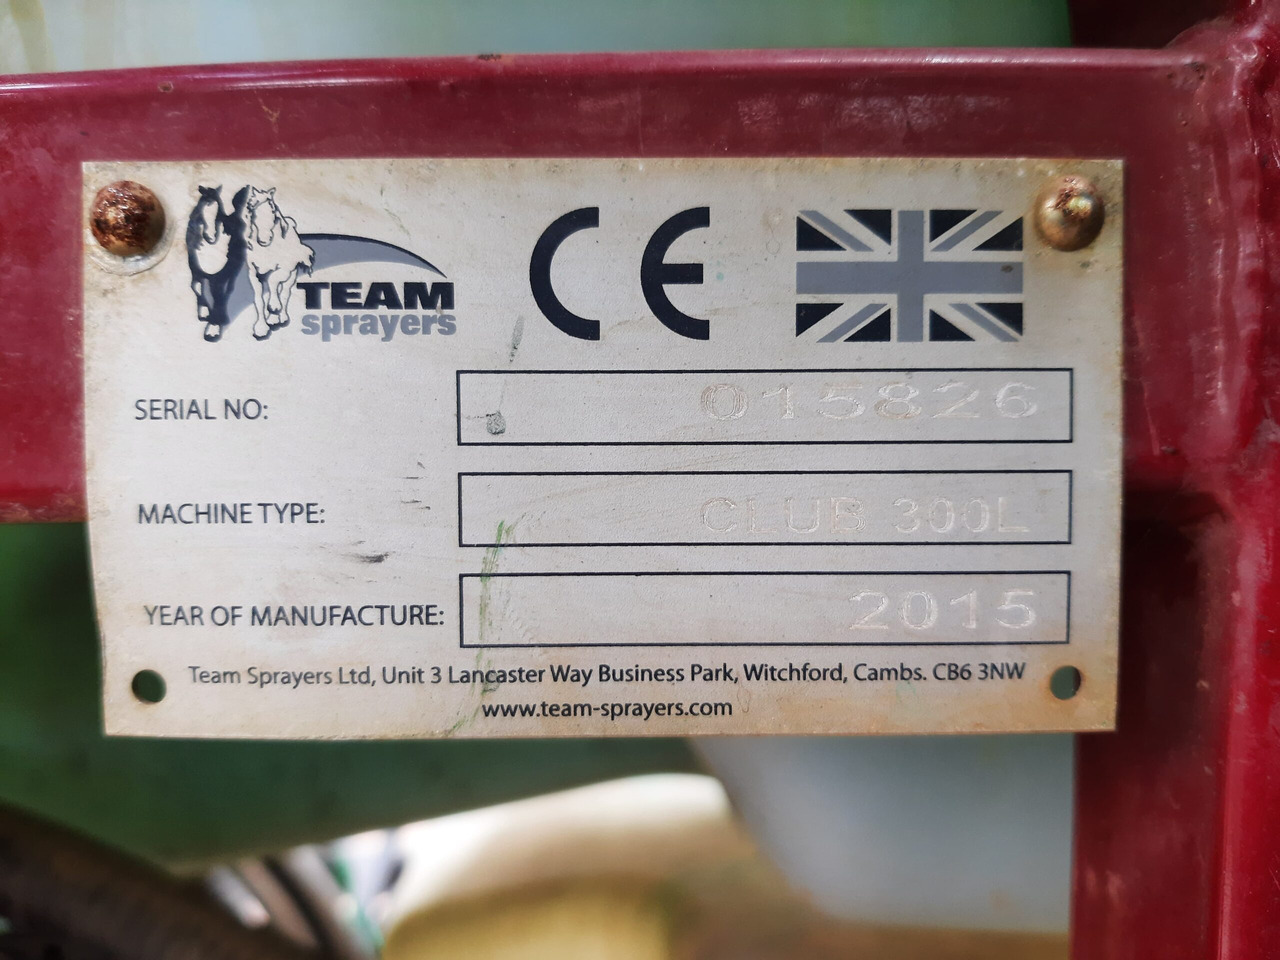 TEAM
sprayers
CE
SERIAL NO: 015826
MACHINE TYPE: CLUB 300L
YEAR OF MANUFACTURE: 2015
Team Sprayers Ltd, Unit 3 Lancaster Way Business Park, Witchford, Cambs. CB6 3NW
www.team-sprayers.com